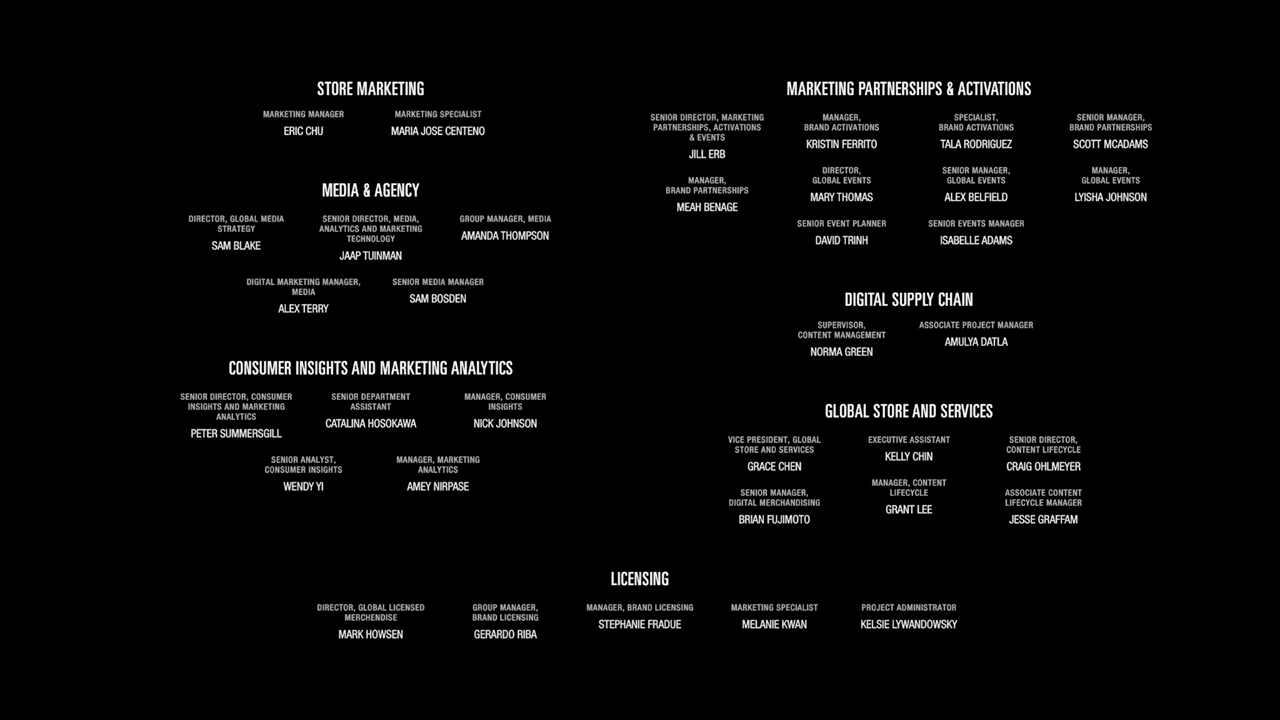 STORE MARKETING
MARKETING MANAGER
ERIC CHU
MARKETING SPECIALIST
MARIA JOSE CENTENO
MEDIA & AGENCY
DIRECTOR, GLOBAL MEDIA
STRATEGY
SAM BLAKE
SENIOR DIRECTOR, MEDIA,
ANALYTICS AND MARKETING
TECHNOLOGY
JAAP TUINMAN
GROUP MANAGER, MEDIA
AMANDA THOMPSON
DIGITAL MARKETING MANAGER,
MEDIA
ALEX TERRY
SENIOR MEDIA MANAGER
SAM BOSDEN
CONSUMER INSIGHTS AND MARKETING ANALYTICS
SENIOR DIRECTOR, CONSUMER
INSIGHTS AND MARKETING
ANALYTICS
PETER SUMMERSGILL
SENIOR DEPARTMENT
ASSISTANT
CATALINA HOSOKAWA
MANAGER, CONSUMER
INSIGHTS
NICK JOHNSON
SENIOR ANALYST,
CONSUMER INSIGHTS
WENDY YI
MANAGER, MARKETING
ANALYTICS
AMEY NIRPASE
MARKETING PARTNERSHIPS & ACTIVATIONS
SENIOR DIRECTOR, MARKETING
PARTNERSHIPS, ACTIVATIONS
& EVENTS
JILL ERB
MANAGER,
BRAND ACTIVATIONS
KRISTIN FERRITO
SPECIALIST,
BRAND ACTIVATIONS
TALA RODRIGUEZ
SENIOR MANAGER,
BRAND PARTNERSHIPS
SCOTT MCADAMS
MANAGER,
BRAND PARTNERSHIPS
MEAH BENAGE
DIRECTOR,
GLOBAL EVENTS
MARY THOMAS
SENIOR MANAGER,
GLOBAL EVENTS
ALEX BELFIELD
MANAGER,
GLOBAL EVENTS
LYISHA JOHNSON
SENIOR EVENT PLANNER
DAVID TRINH
SENIOR EVENTS MANAGER
ISABELLE ADAMS
DIGITAL SUPPLY CHAIN
SUPERVISOR,
CONTENT MANAGEMENT
NORMA GREEN
ASSOCIATE PROJECT MANAGER
AMULYA DATLA
GLOBAL STORE AND SERVICES
VICE PRESIDENT, GLOBAL
STORE AND SERVICES
GRACE CHEN
EXECUTIVE ASSISTANT
KELLY CHIN
SENIOR DIRECTOR,
CONTENT LIFECYCLE
CRAIG OHLMEYER
SENIOR MANAGER,
DIGITAL MERCHANDISING
BRIAN FUJIMOTO
MANAGER, CONTENT
LIFECYCLE
GRANT LEE
ASSOCIATE CONTENT
LIFECYCLE MANAGER
JESSE GRAFFAM
LICENSING
DIRECTOR, GLOBAL LICENSED
MERCHENDISE
MARK HOWSEN
GROUP MANAGER,
BRAND LICENSING
GERARDO RIBA
MANAGER, BRAND LICENSING
STEPHANIE FRADUE
MARKETING SPECIALIST
MELANIE KWAN
PROJECT ADMINISTRATOR
KELSIE LYWANDOWSKY